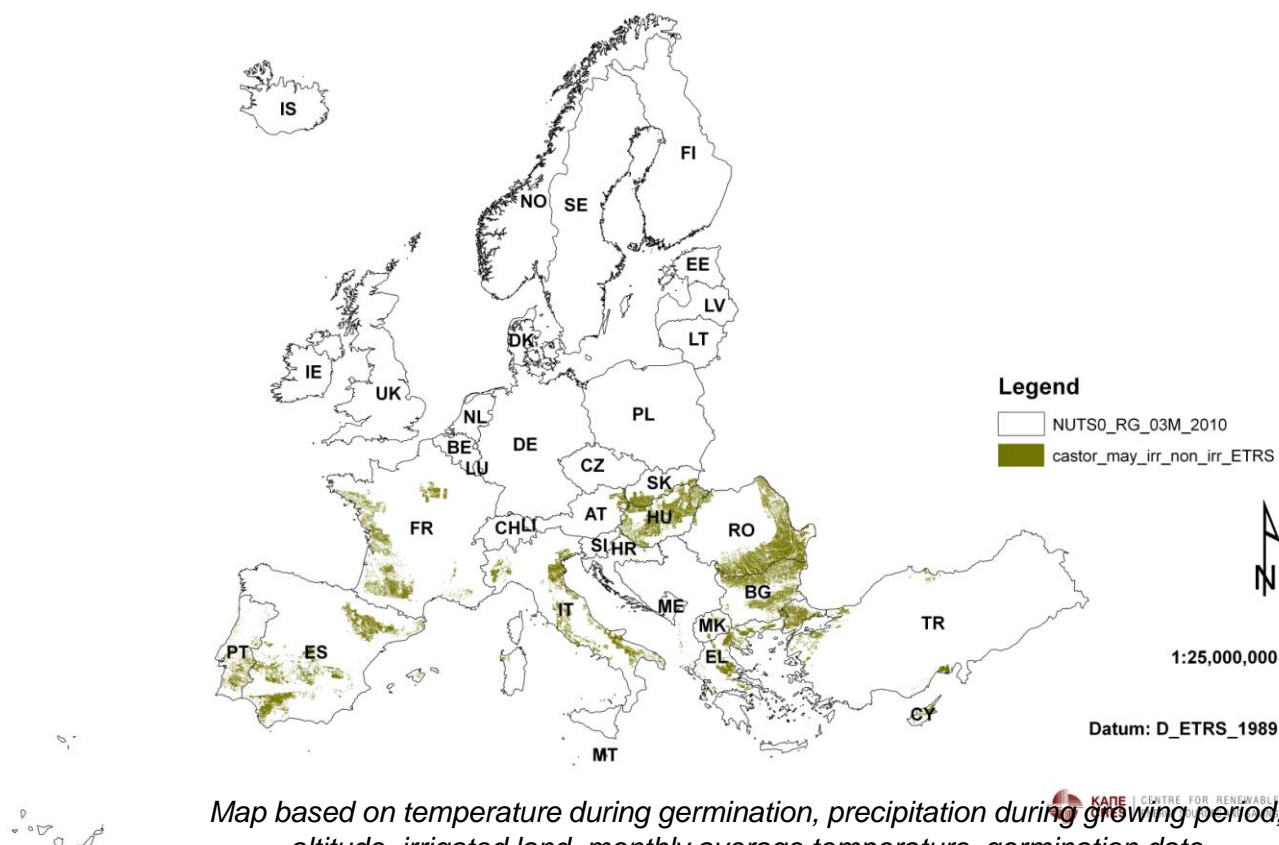 IS
FI
NO
SE
EE
LV
LT
DK
IE
UK
NL
PL
DE
BE
LU
CZ
SK
AT
HU
FR
CH
LI
RO
SI
HR
BG
IT
ME
MK
TR
PT
ES
EL
CY
MT
Legend
NUTS0_RG_03M_2010
castor_may_irr_non_irr_ETRS
N
1:25,000,000
Datum: D_ETRS_1989
ΚΑΠΕ | CENTRE FOR RENEWABLE
CRES
Map based on temperature during germination, precipitation during growing period,
altitude, irrigated land, monthly average temperature, germination date